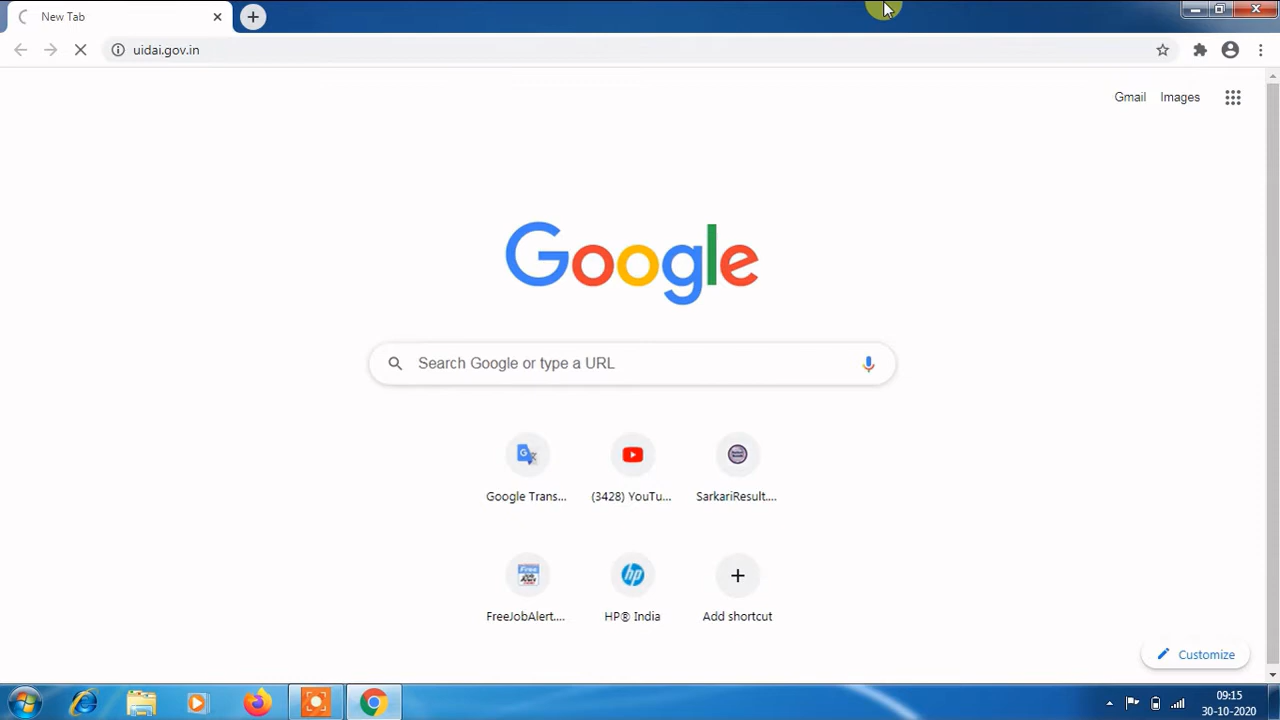 New Tab
uidai.gov.in
Gmail Images
Google
Search Google or type a URL
Google Trans... (3428) YouTu... SarkariResult....
FreeJobAlert.... HP® India Add shortcut
Customize
09:15
30-10-2020